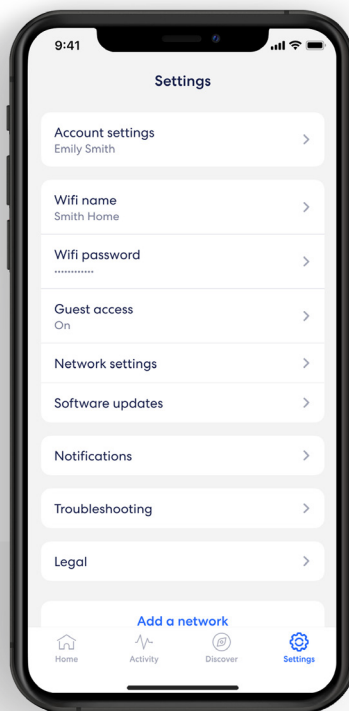 9:41
Settings
Account settings
Emily Smith
Wifi name
Smith Home
Wifi password
············
Guest access
On
Network settings
Software updates
Notifications
Troubleshooting
Legal
Add a network
Home Activity Discover Settings